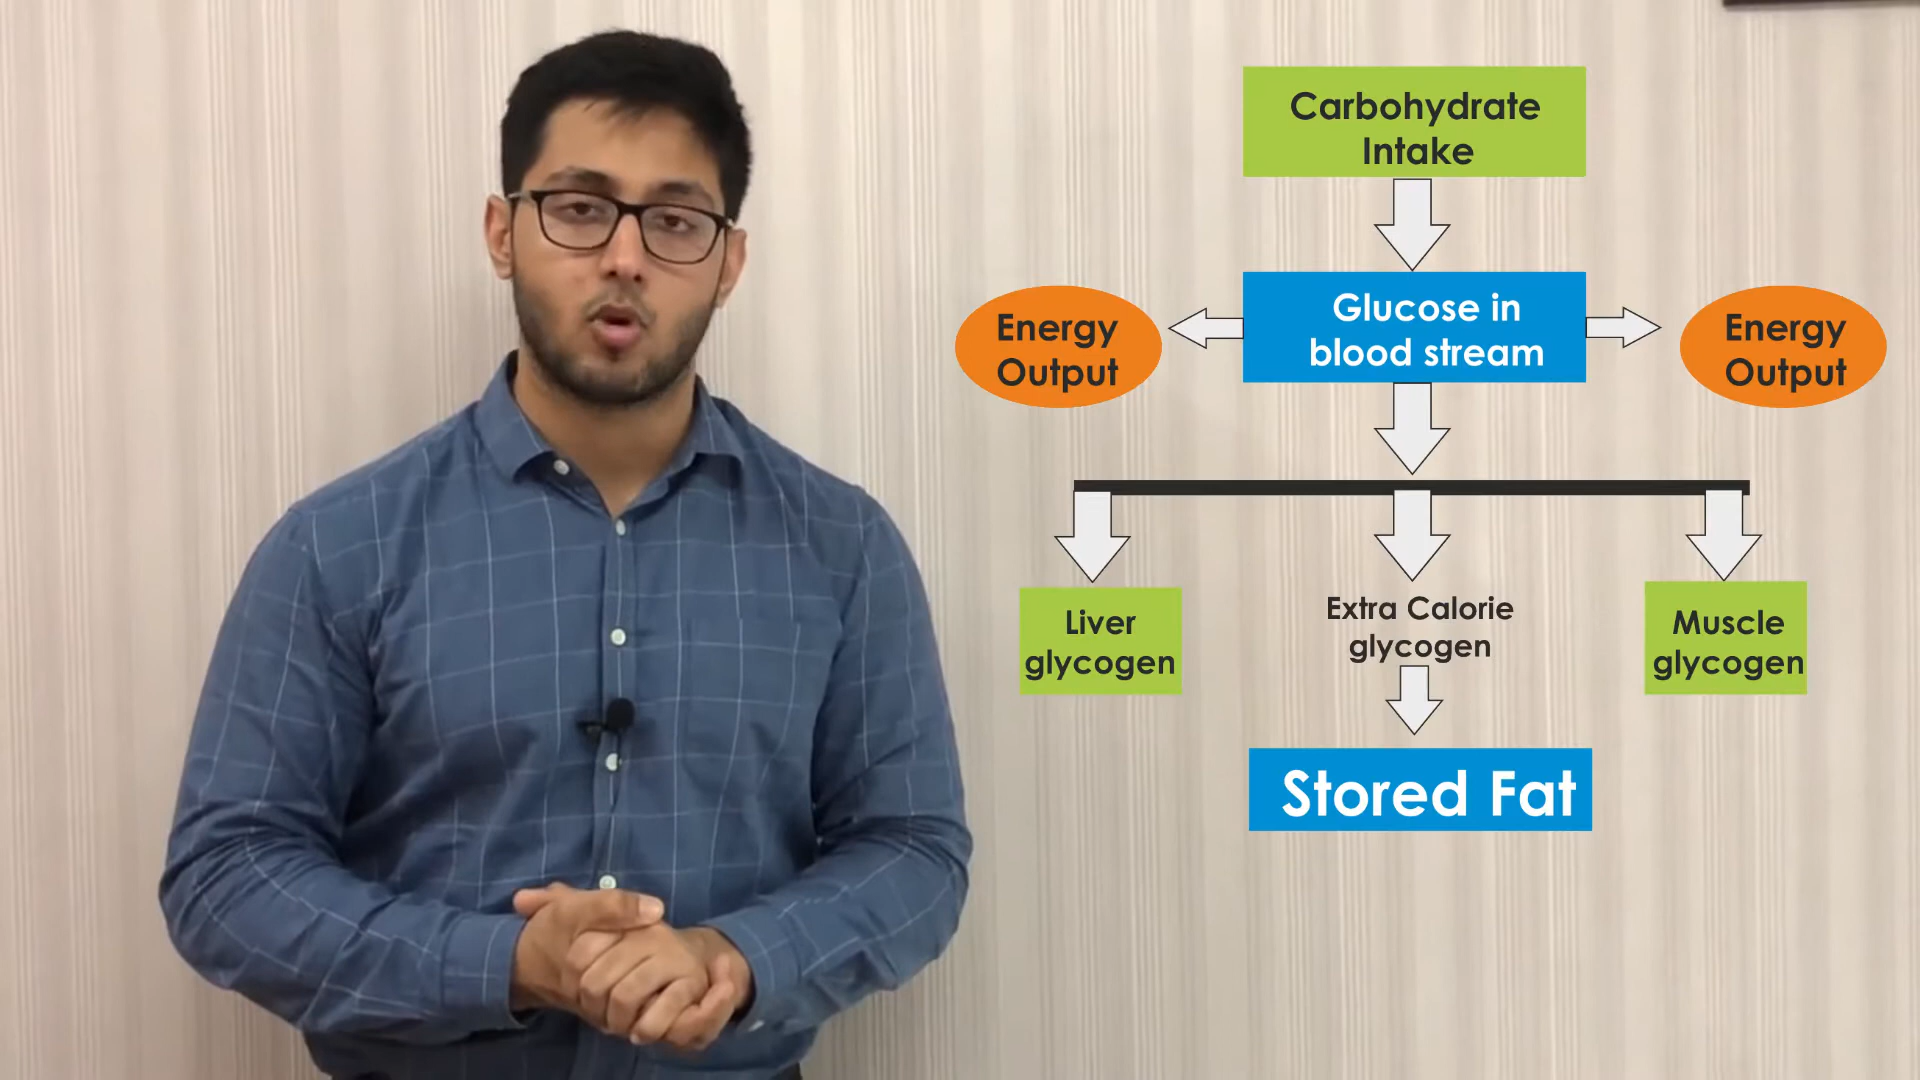 Carbohydrate
Intake
Energy
Output
Glucose in
blood stream
Energy
Output
Liver
glycogen
Extra Calorie
glycogen
Muscle
glycogen
Stored Fat